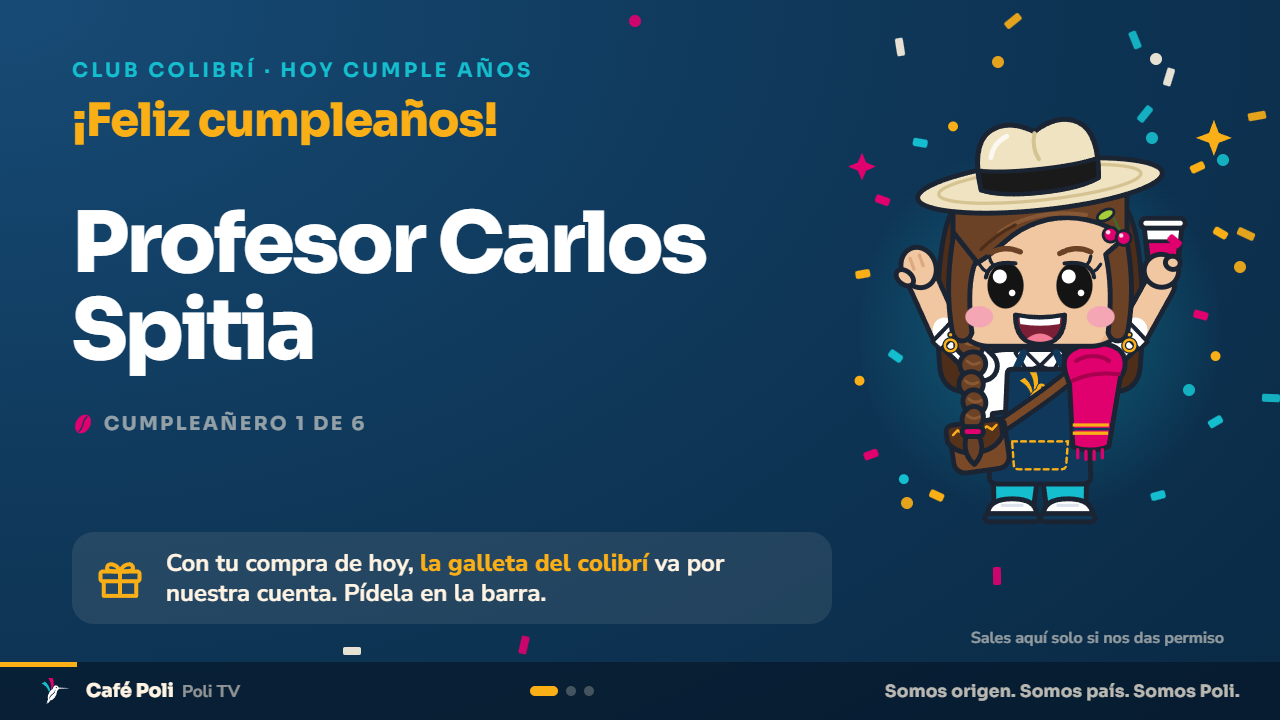 CLUB COLIBRÍ · HOY CUMPLE AÑOS
¡Feliz cumpleaños!
Profesor Carlos
Spitia
CUMPLEAÑERO 1 DE 6
Con tu compra de hoy, la galleta del colibrí va por
nuestra cuenta. Pídela en la barra.
Sales aquí solo si nos das permiso
Café Poli Poli TV
Somos origen. Somos país. Somos Poli.